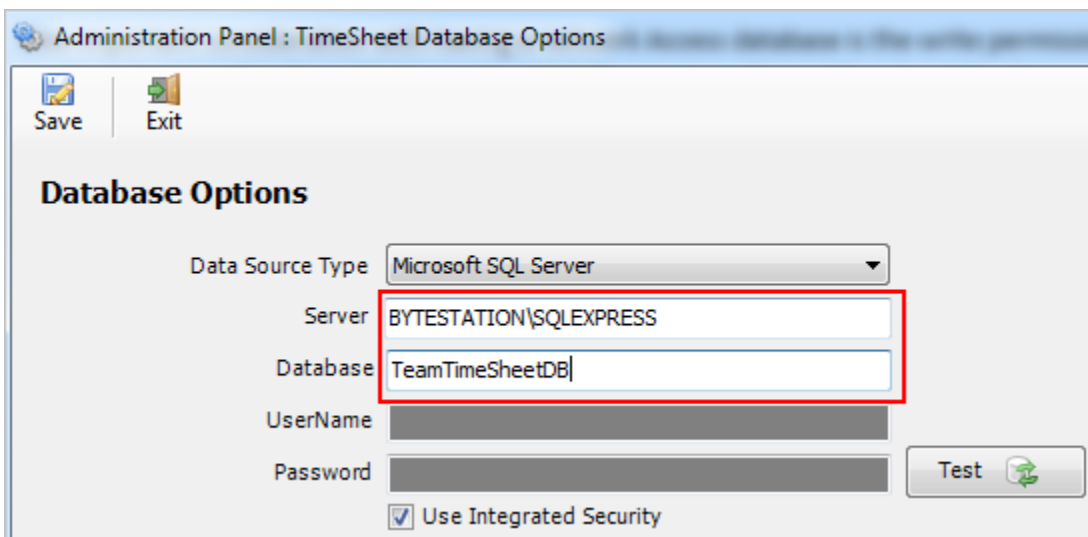 Administration Panel : TimeSheet Database Options
Save
Exit
Database Options
Data Source Type Microsoft SQL Server
Server BYTESTATION\SQLEXPRESS
Database TeamTimeSheetDB
UserName
Password
Test
Use Integrated Security